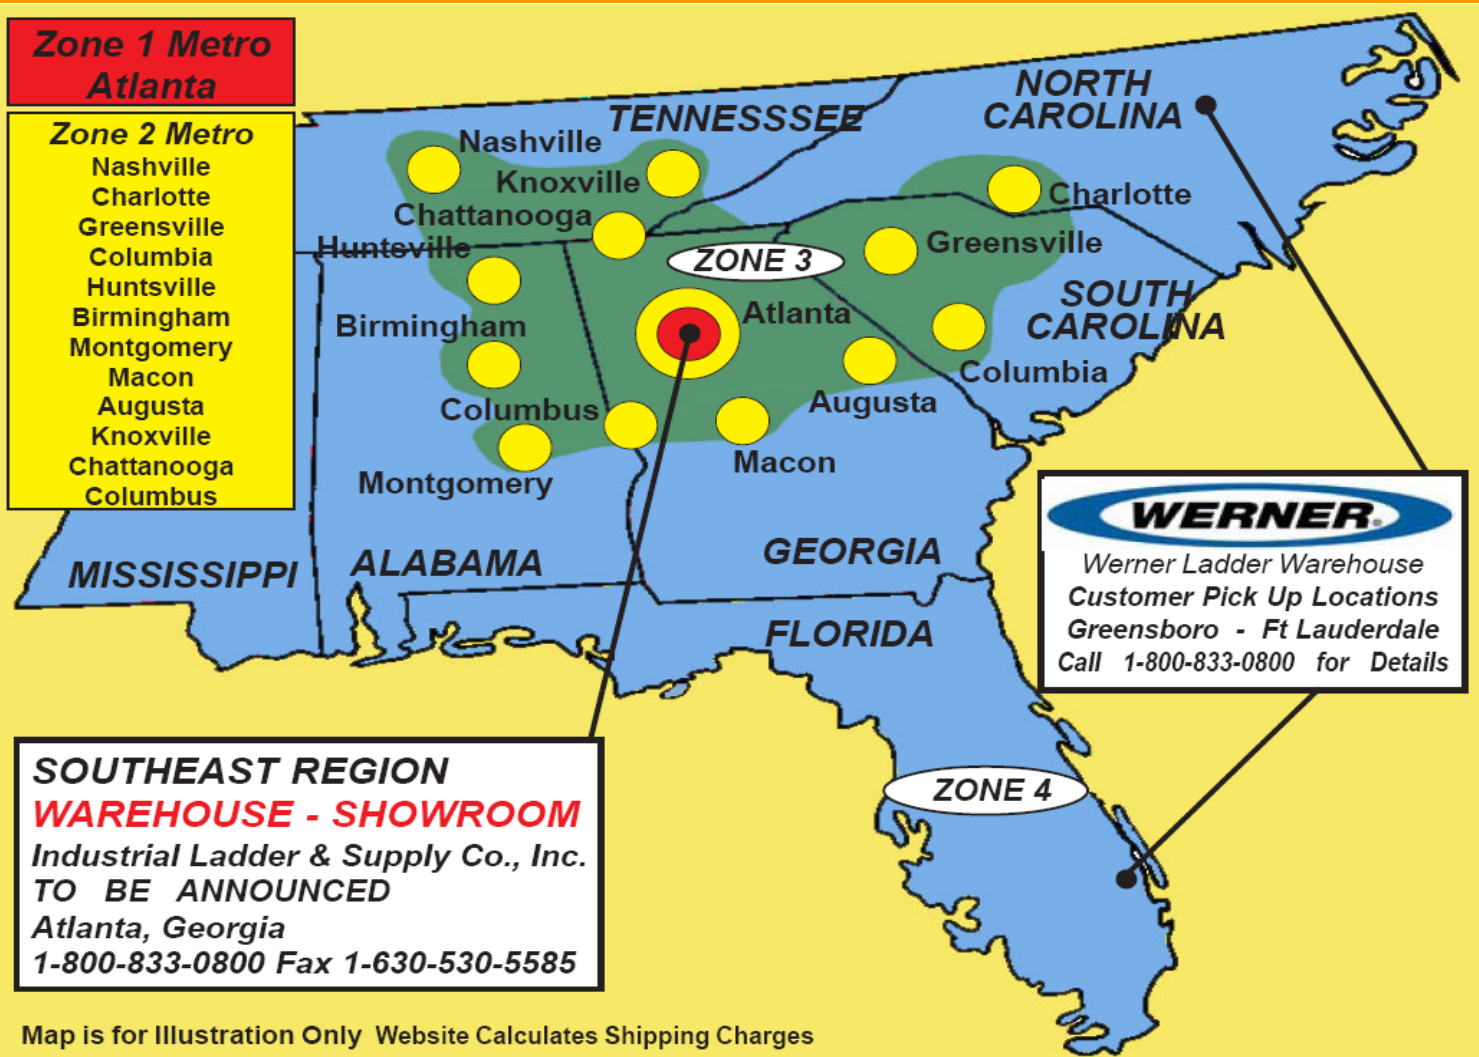 Zone 1 Metro
Atlanta
Zone 2 Metro
Nashville
Charlotte
Greensville
Columbia
Huntsville
Birmingham
Montgomery
Macon
Augusta
Knoxville
Chattanooga
Columbus
TENNESSSEE
NORTH
CAROLINA
Nashville
Knoxville
Chattanooga
Huntsville
Charlotte
Greensville
ZONE 3
Atlanta
SOUTH
CAROLINA
Birmingham
Columbia
Columbus
Augusta
Macon
Montgomery
MISSISSIPPI
ALABAMA
GEORGIA
FLORIDA
ZONE 4
WERNER®
Werner Ladder Warehouse
Customer Pick Up Locations
Greensboro - Ft Lauderdale
Call 1-800-833-0800 for Details
SOUTHEAST REGION
WAREHOUSE - SHOWROOM
Industrial Ladder & Supply Co., Inc.
TO BE ANNOUNCED
Atlanta, Georgia
1-800-833-0800 Fax 1-630-530-5585
Map is for Illustration Only Website Calculates Shipping Charges